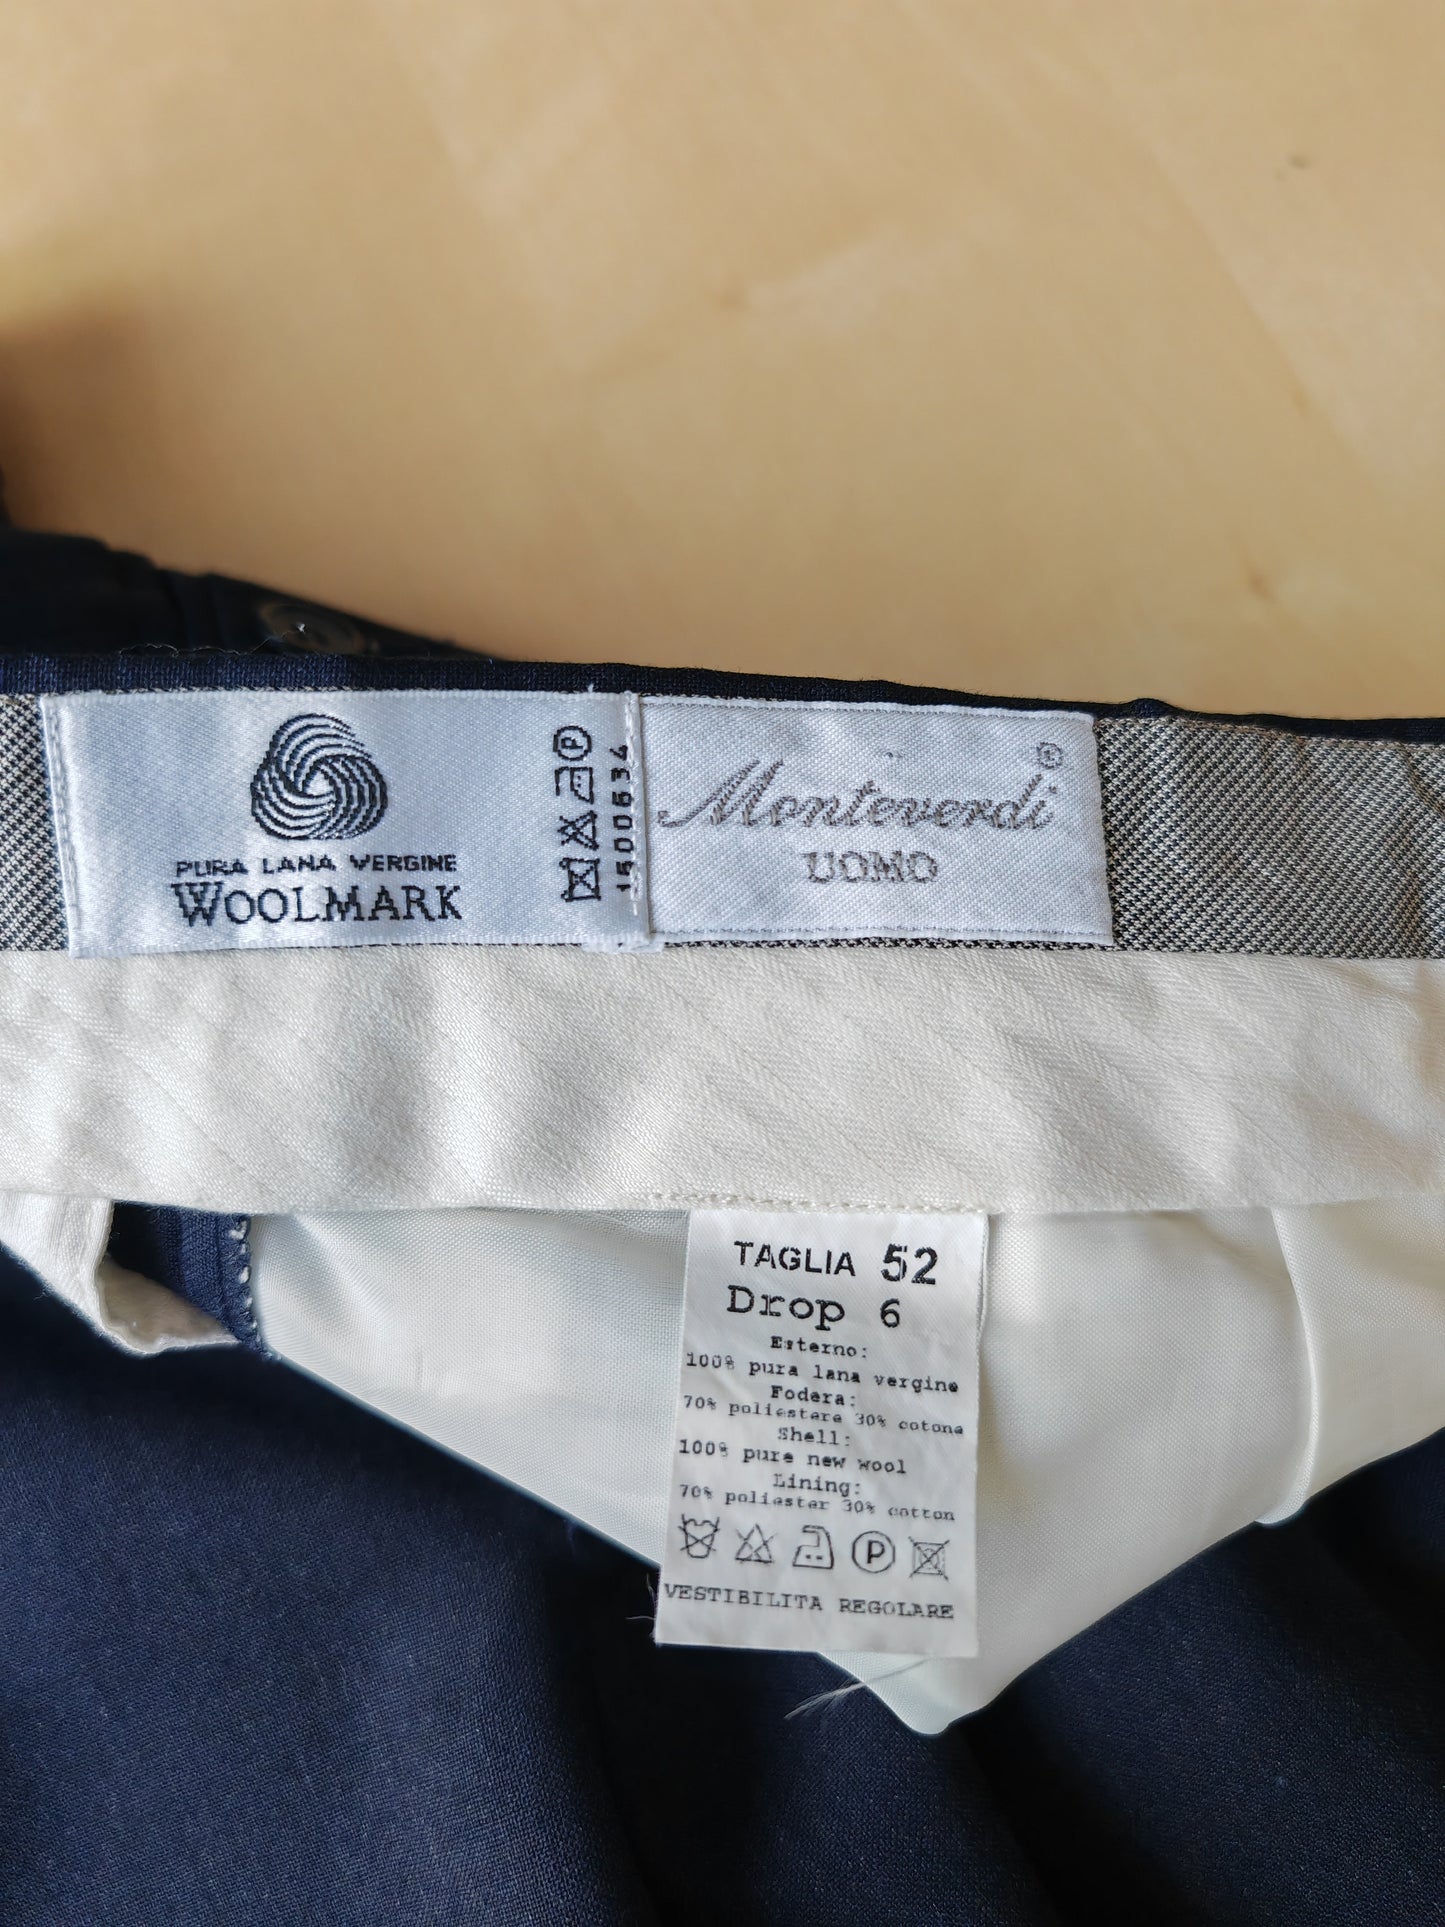 PURA LANA VERGINE
WOOLMARK
P
1500634
Monteverdi®
UOMO
TAGLIA 52
Drop 6
Esterno:
100% pura lana vergine
Fodera:
70% poliestere 30% cotone
Shell:
100% pure new wool
Lining:
70% poliester 30% cotton
P
VESTIBILITA REGOLARE